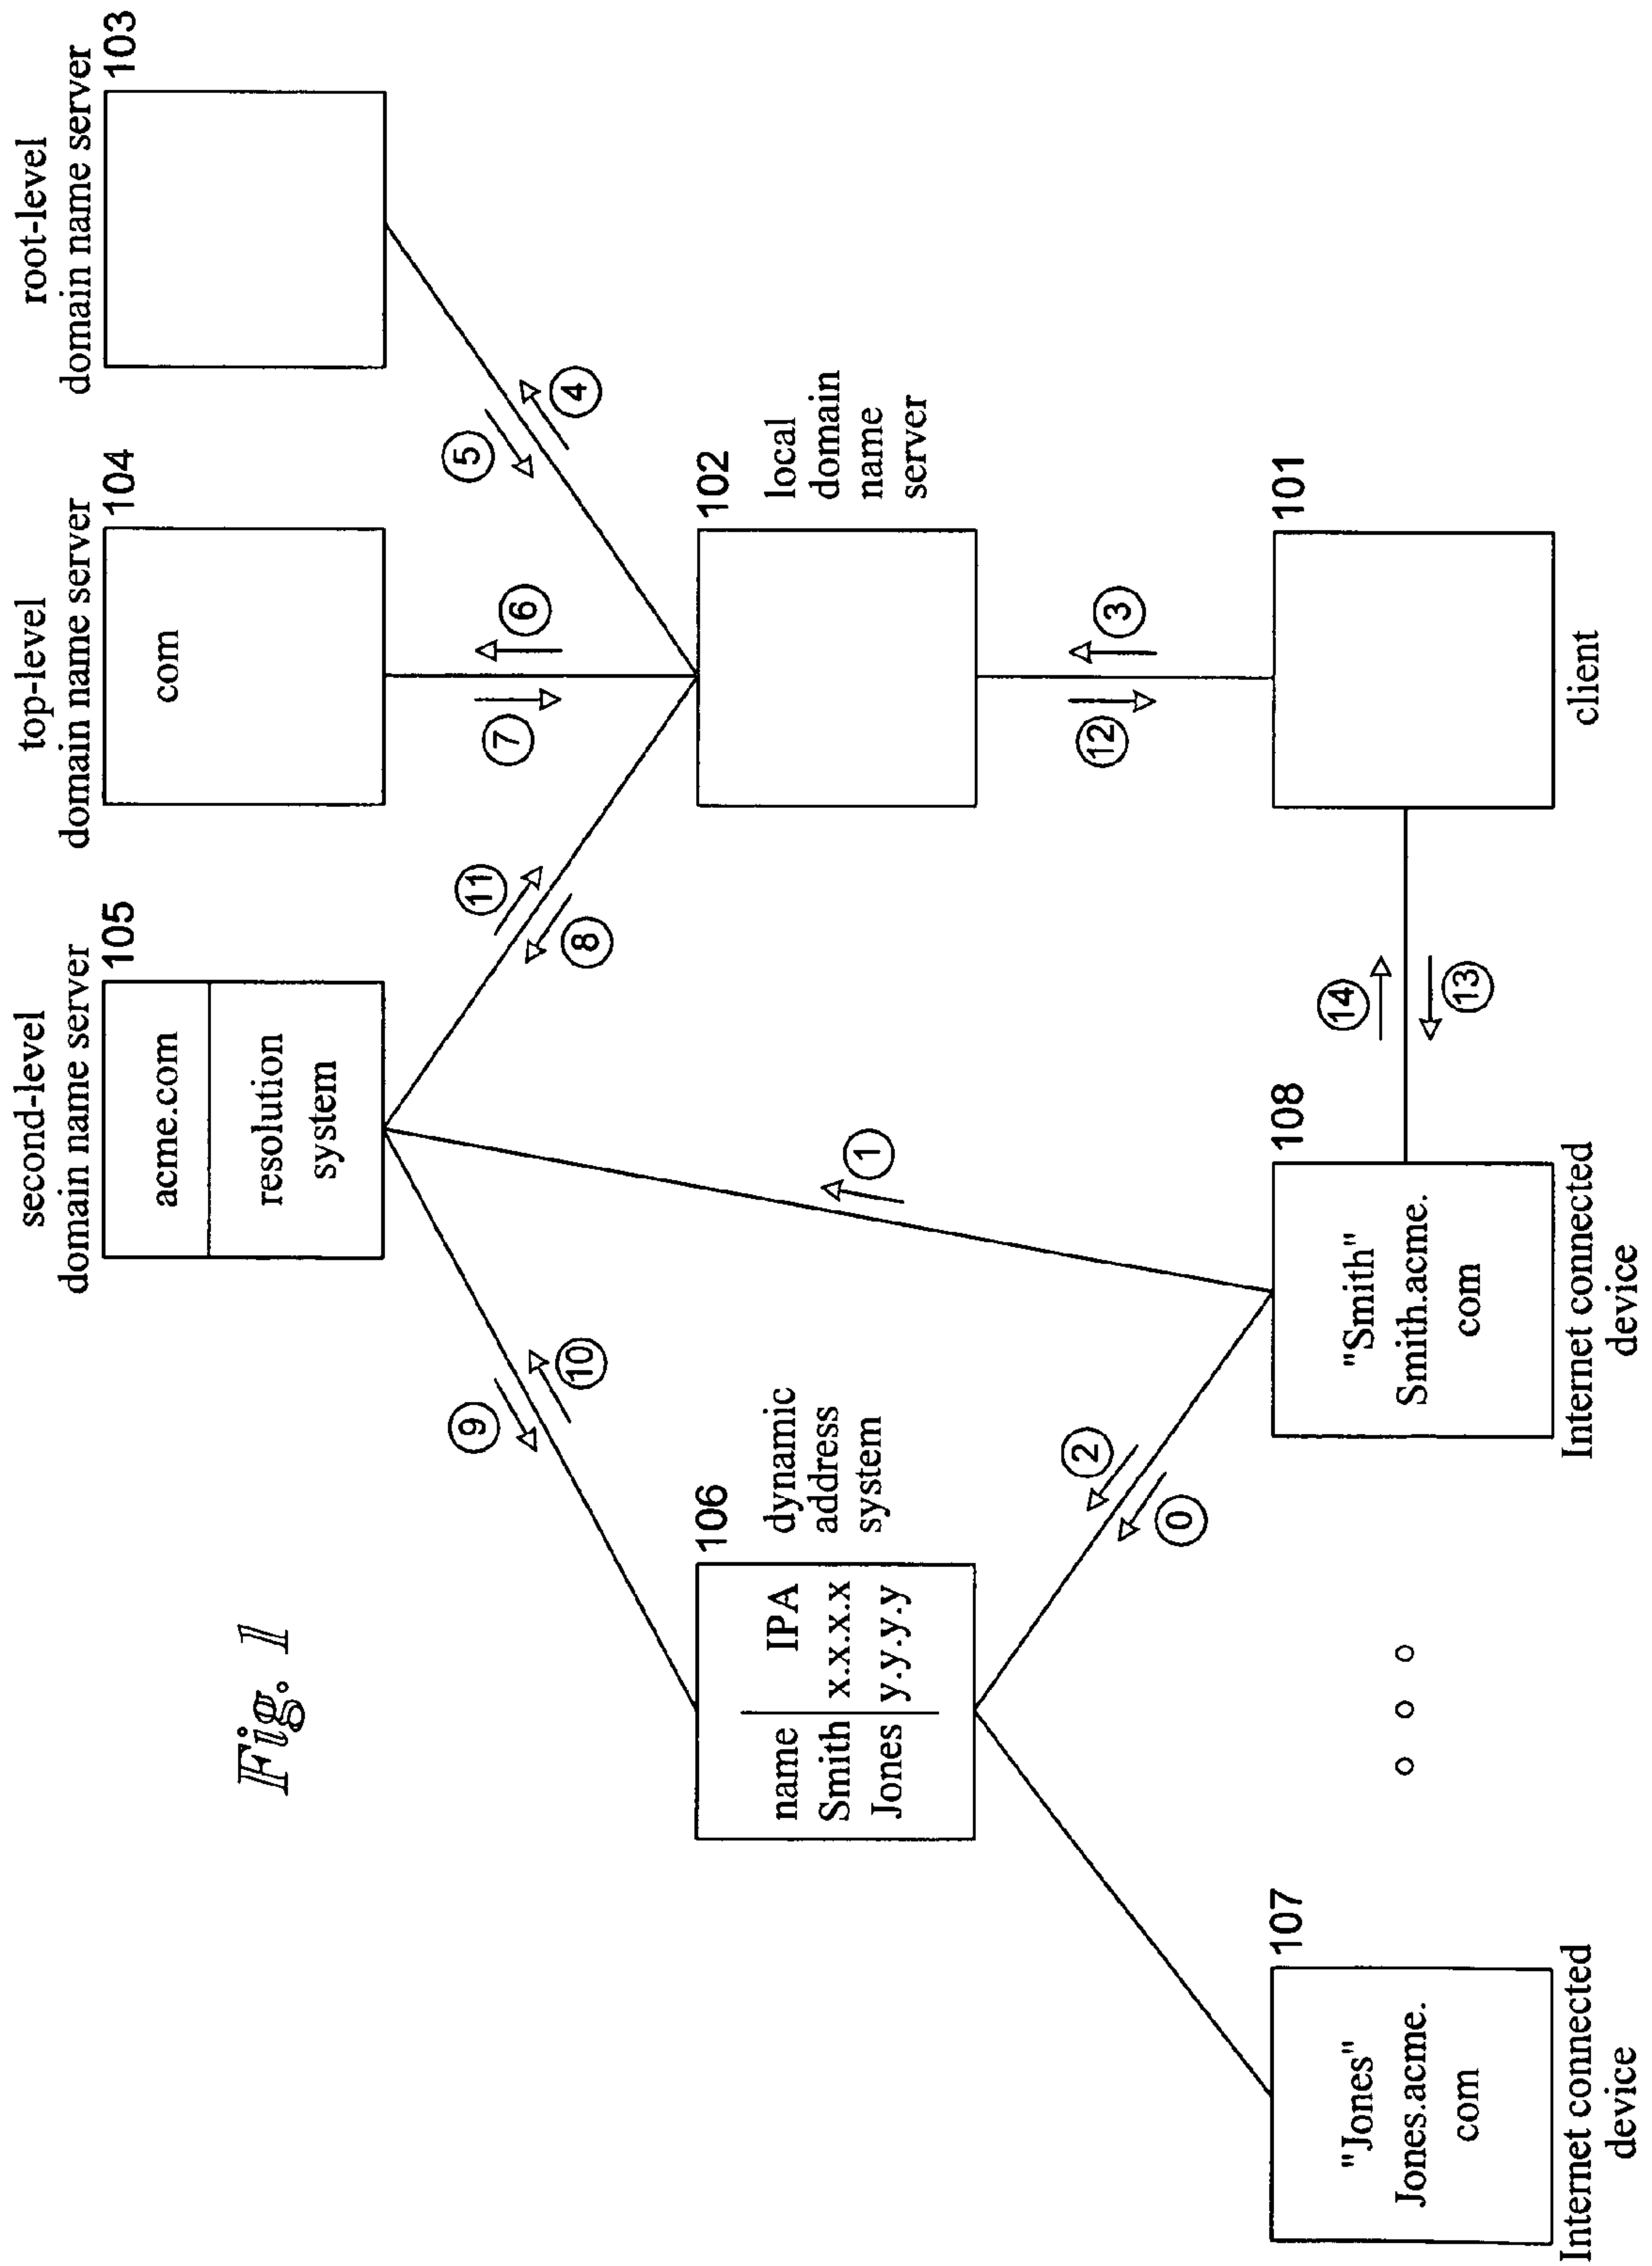 Fig. 1
second-level
domain name server
105
acme.com
resolution
system
top-level
domain name server
104
com
root-level
domain name server
103
9
10
11
8
7
6
5
4
106
dynamic
address
system
name IPA
Smith x.x.x.x
Jones y.y.y.y
102
local
domain
name
server
2
0
1
12
3
107
"Jones"
Jones.acme.
com
Internet connected
device
108
"Smith"
Smith.acme.
com
Internet connected
device
14
13
101
client